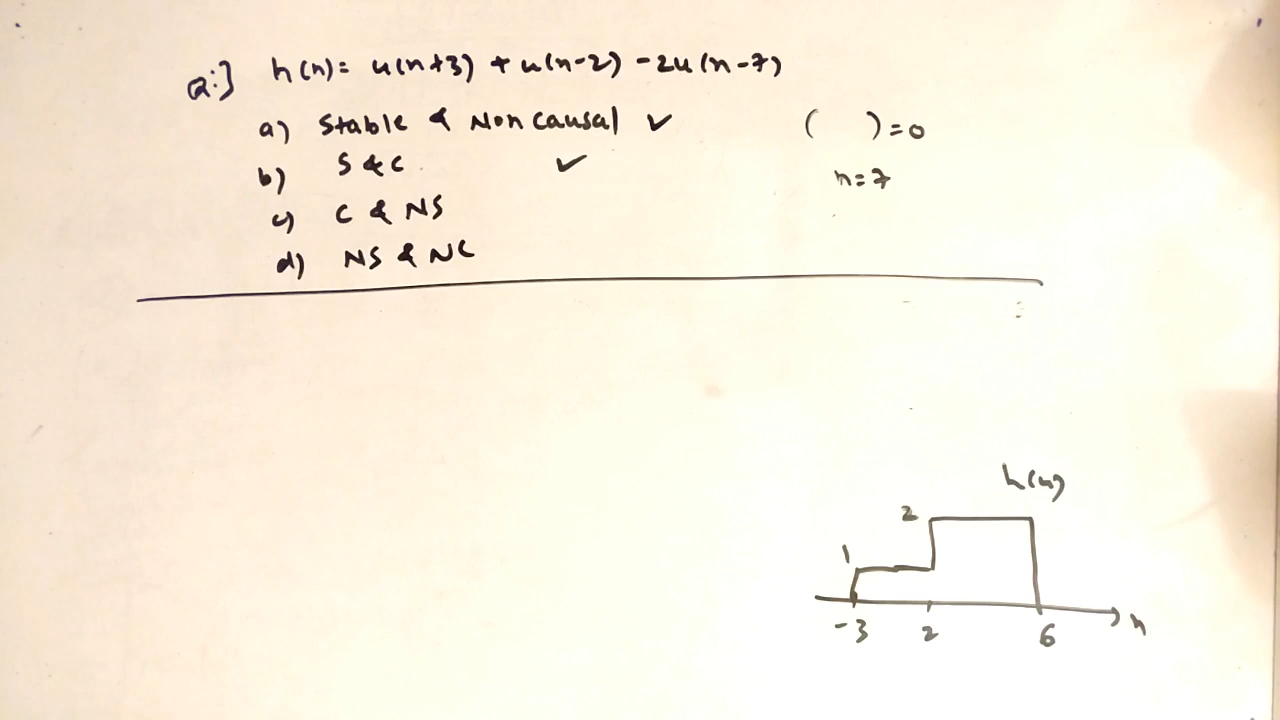 Q:] h(n)= u(n+3) + u(n-2) -2u(n-7)
a) Stable & Non causal ✓
( )=0
b) S & C. ✓
n=7
c) C & NS
d) NS & NC
h(n)
2
1
-3 2 6 n